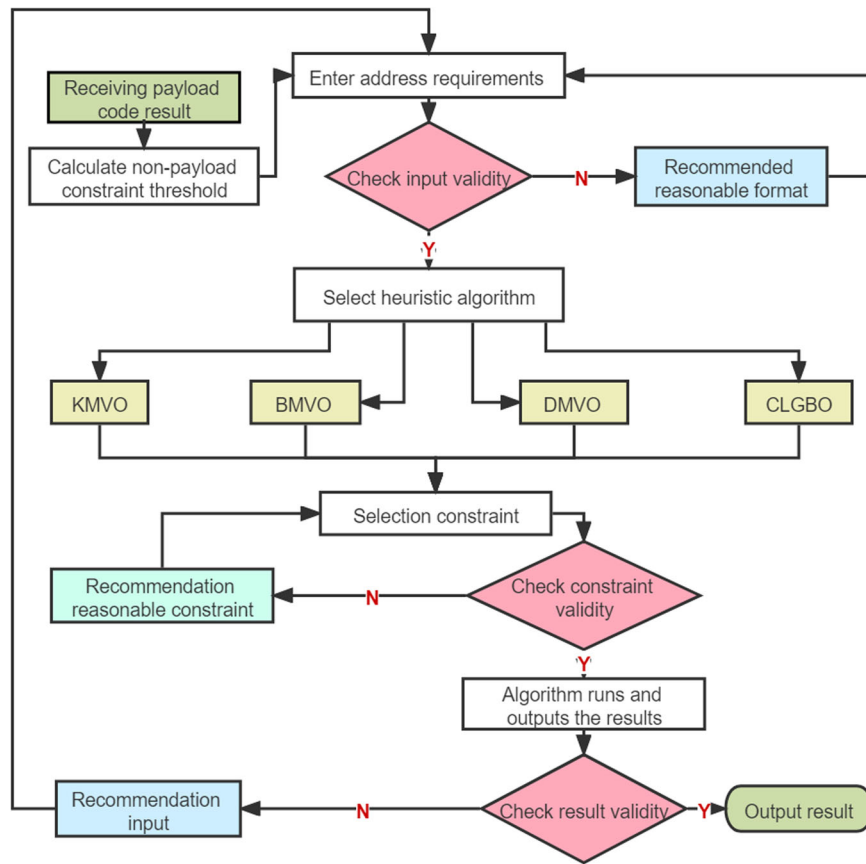 Enter address requirements
Receiving payload
code result
Calculate non-payload
constraint threshold
Check input validity
N
Recommended
reasonable format
Y
Select heuristic algorithm
KMVO
BMVO
DMVO
CLGBO
Selection constraint
Recommendation
reasonable constraint
N
Check constraint
validity
Y
Algorithm runs and
outputs the results
Recommendation
input
N
Check result validity
Y
Output result